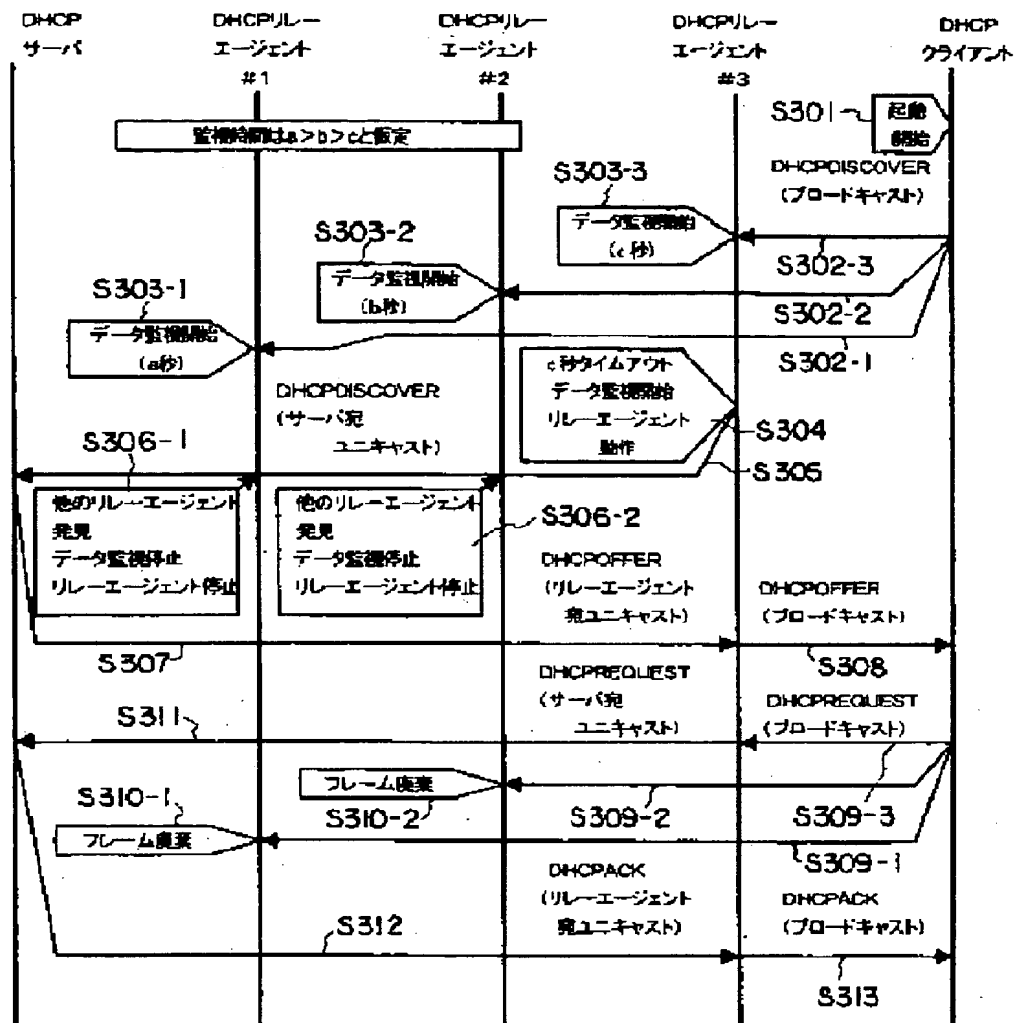 DHCP
サーバ
DHCPリレー
エージェント
#1
DHCPリレー
エージェント
#2
DHCPリレー
エージェント
#3
DHCP
クライアント
監視時間はa>b>cと仮定
S301
起動
開始
DHCPDISCOVER
(ブロードキャスト)
S303-3
データ監視開始
(c秒)
S302-3
S303-2
データ監視開始
(b秒)
S302-2
S303-1
データ監視開始
(a秒)
S302-1
c秒タイムアウト
データ監視開始
リレーエージェント
動作
S304
S305
DHCPDISCOVER
(サーバ宛
ユニキャスト)
S306-1
他のリレーエージェント
発見
データ監視停止
リレーエージェント停止
他のリレーエージェント
発見
データ監視停止
リレーエージェント停止
S306-2
DHCPOFFER
(リレーエージェント
宛ユニキャスト)
DHCPOFFER
(ブロードキャスト)
S307
S308
DHCPREQUEST
(サーバ宛
ユニキャスト)
DHCPREQUEST
(ブロードキャスト)
S311
フレーム廃棄
S310-2
S309-2
S309-3
S310-1
フレーム廃棄
S309-1
DHCPACK
(リレーエージェント
宛ユニキャスト)
DHCPACK
(ブロードキャスト)
S312
S313